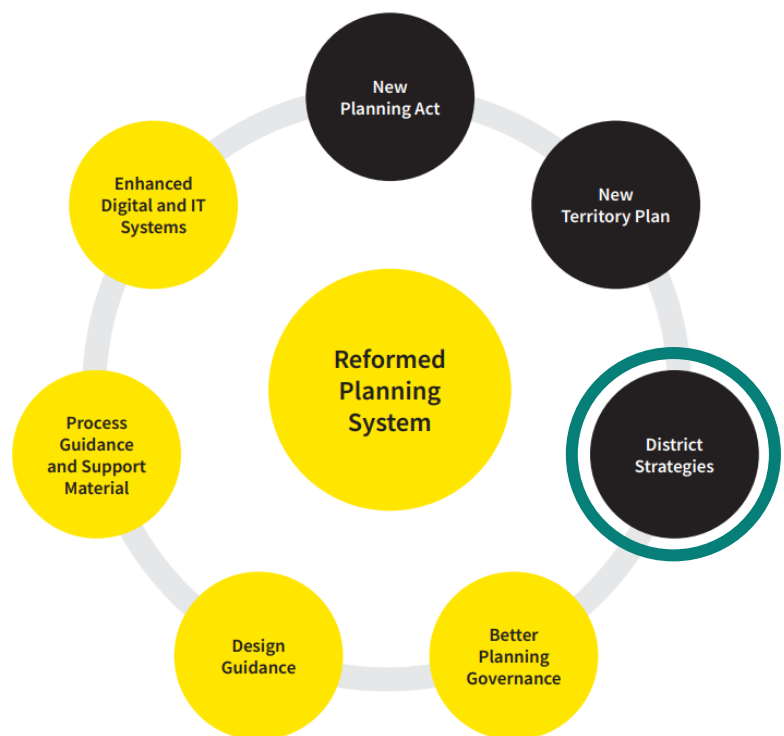 New
Planning Act
New
Territory Plan
District
Strategies
Better
Planning
Governance
Design
Guidance
Process
Guidance
and Support
Material
Enhanced
Digital and IT
Systems
Reformed
Planning
System